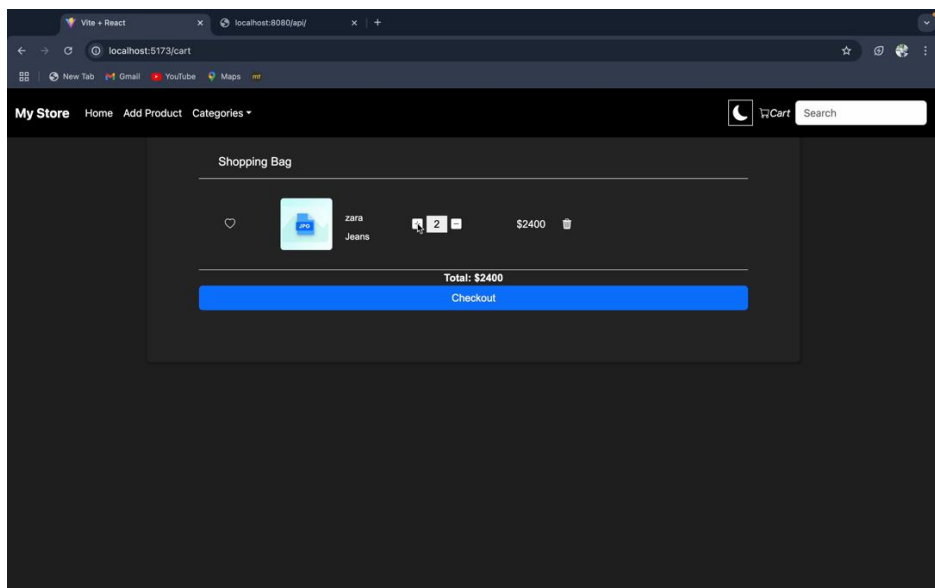 Vite + React
localhost:8080/api/
localhost:5173/cart
New Tab Gmail YouTube Maps
My Store Home Add Product Categories Cart Search
Shopping Bag
JPG
zara
2 $2400
Jeans
Total: $2400
Checkout